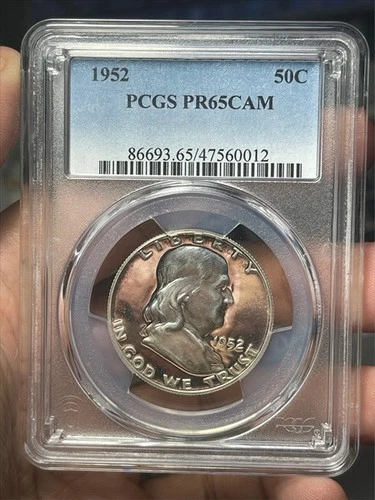 1952 50C
PCGS PR65CAM
86693.65/47560012
LIBERTY
1952
IN GOD WE TRUST